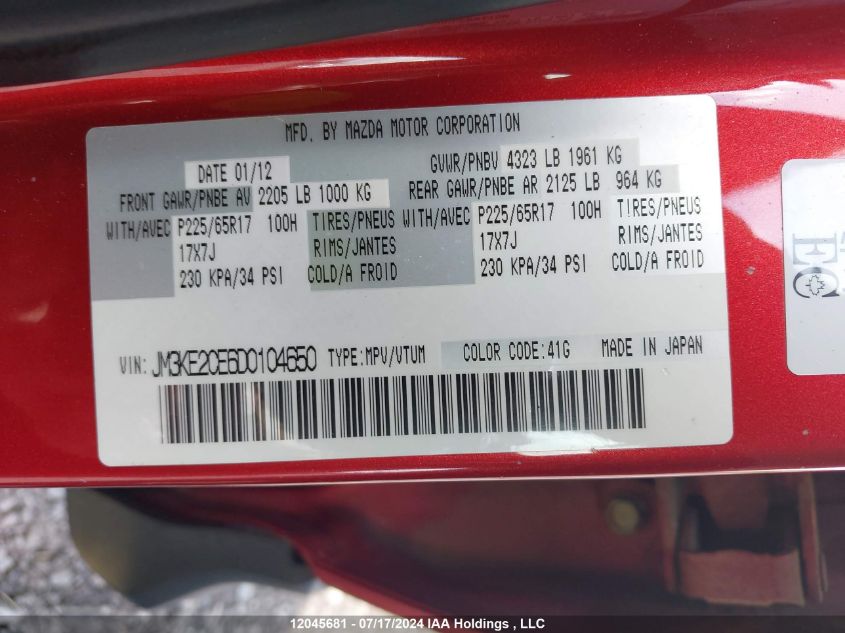 MFD. BY MAZDA MOTOR CORPORATION
DATE 01/12 GVWR/PNBV 4323 LB 1961 KG
FRONT GAWR/PNBE AV 2205 LB 1000 KG REAR GAWR/PNBE AR 2125 LB 964 KG
WITH/AVEC P225/65R17 100H TIRES/PNEUS WITH/AVEC P225/65R17 100H TIRES/PNEUS
17X7J RIMS/JANTES 17X7J RIMS/JANTES
230 KPA/34 PSI COLD/A FROID 230 KPA/34 PSI COLD/A FROID
VIN: JM3KE2CE6D0104650 TYPE:MPV/VTUM COLOR CODE:41G MADE IN JAPAN
EC
12045681 - 07/17/2024 IAA Holdings , LLC